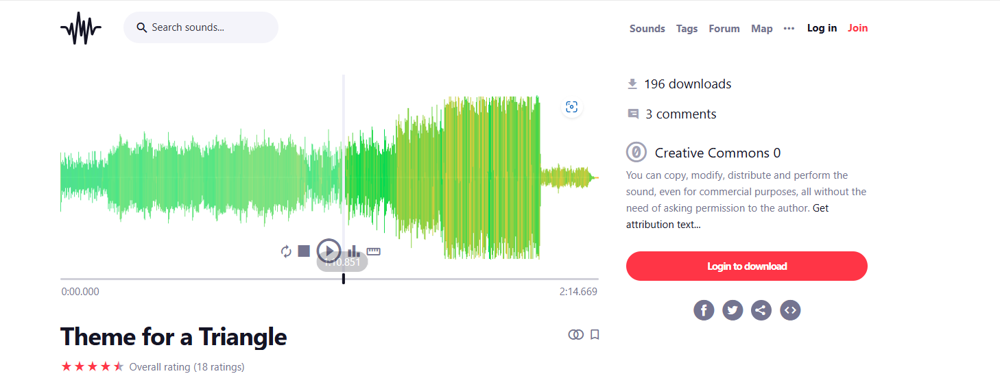 Search sounds...
Sounds Tags Forum Map ••• Log in Join
196 downloads
3 comments
0 Creative Commons 0
You can copy, modify, distribute and perform the
sound, even for commercial purposes, all without the
need of asking permission to the author. Get
attribution text...
Login to download
1:10.851
0:00.000 2:14.669
Theme for a Triangle
Overall rating (18 ratings)